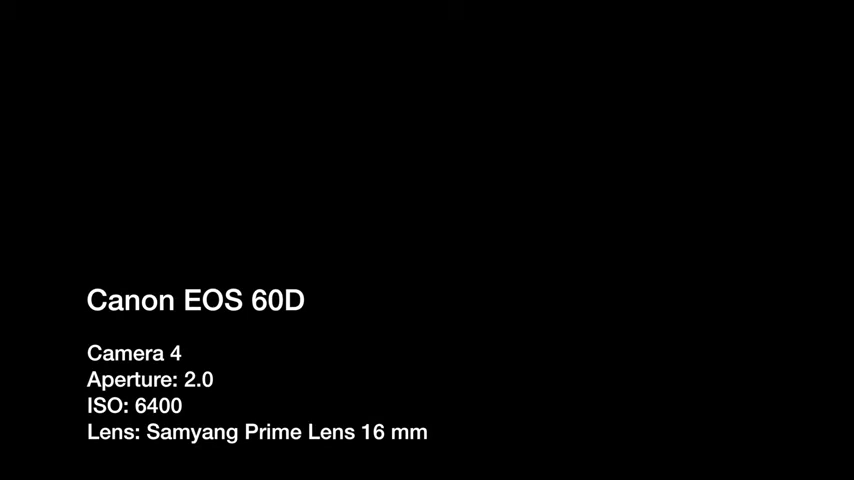 Canon EOS 60D
Camera 4
Aperture: 2.0
ISO: 6400
Lens: Samyang Prime Lens 16 mm